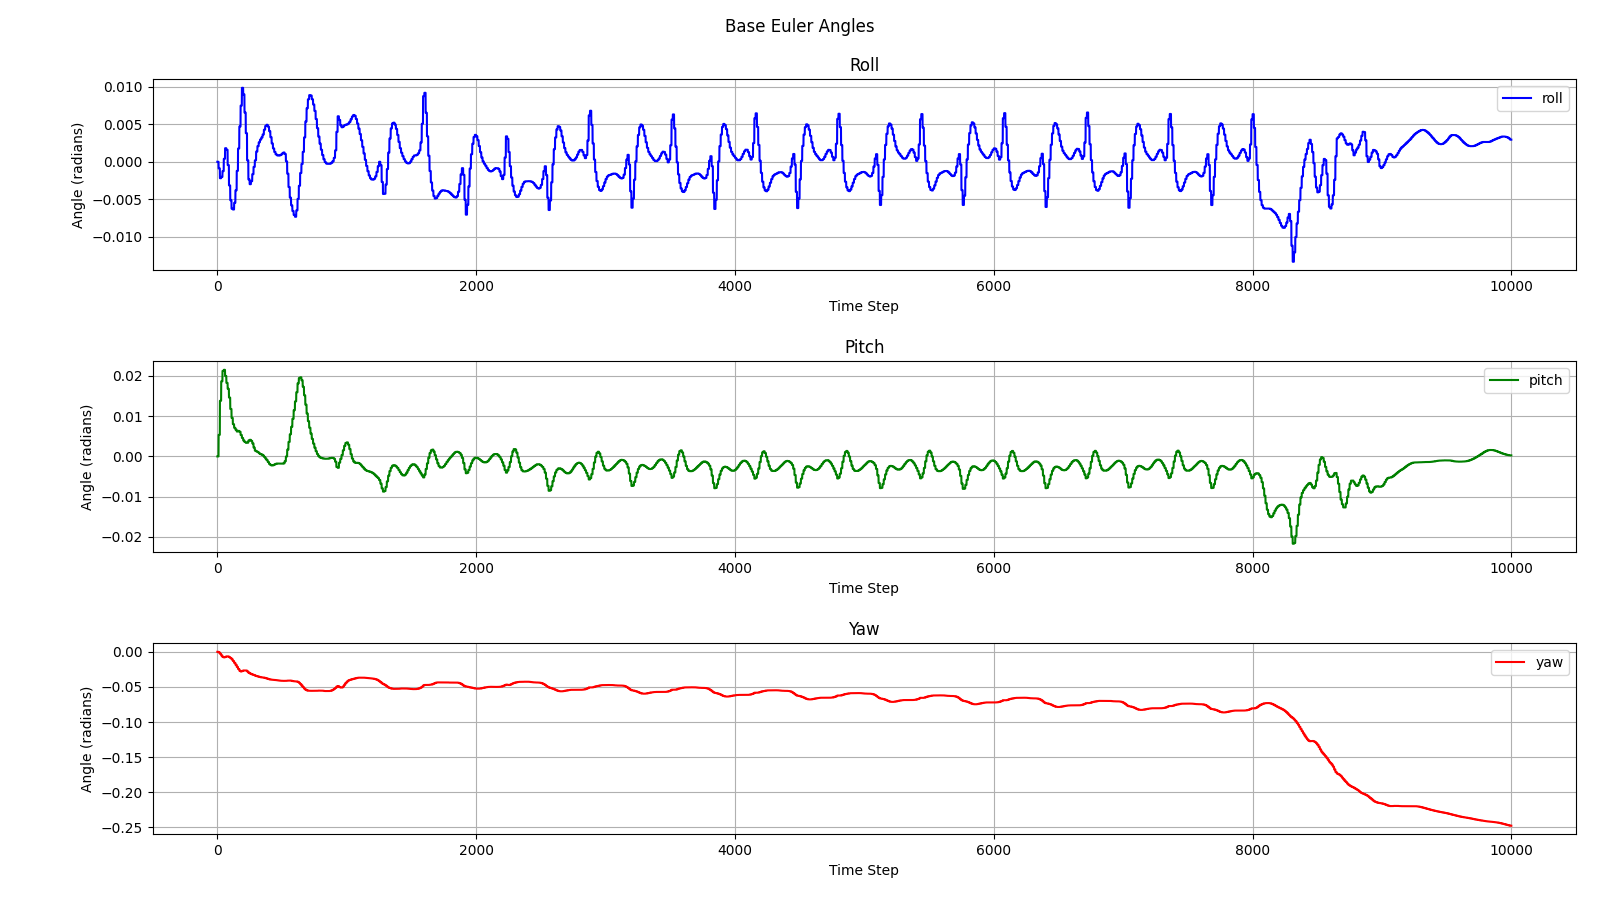 Base Euler Angles
Roll
0.010
0.005
0.000
−0.005
−0.010
Angle (radians)
roll
0 2000 4000 6000 8000 10000
Time Step
Pitch
0.02
0.01
0.00
−0.01
−0.02
Angle (radians)
pitch
0 2000 4000 6000 8000 10000
Time Step
Yaw
0.00
−0.05
−0.10
−0.15
−0.20
−0.25
Angle (radians)
yaw
0 2000 4000 6000 8000 10000
Time Step